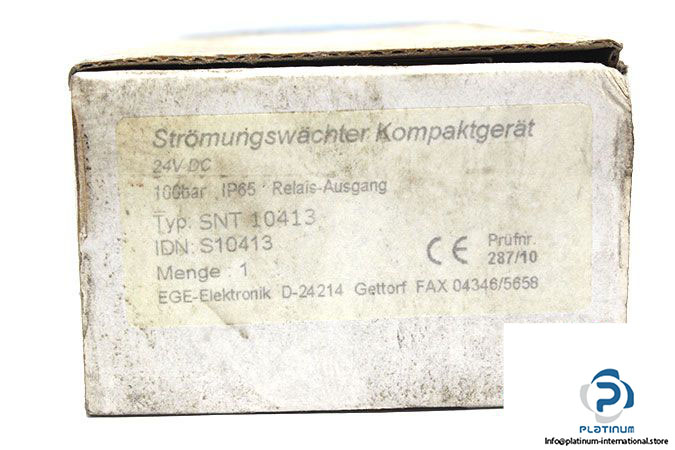 Strömungswächter Kompaktgerät
24V DC
100bar IP65 Relais-Ausgang
Typ: SNT 10413
IDN: S10413
Menge : 1
CE Prüfnr.
287/10
EGE-Elektronik D-24214 Gettorf FAX 04346/5658
PLATINUM
Info@platinum-international.store